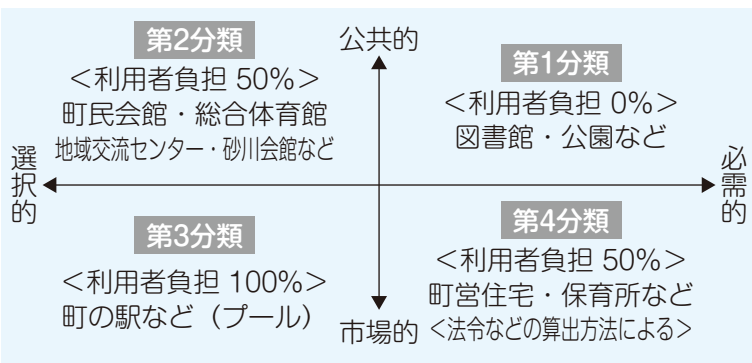 公共的
第2分類
＜利用者負担 50%＞
町民会館・総合体育館
地域交流センター・砂川会館など
第1分類
＜利用者負担 0%＞
図書館・公園など
選択的
必需的
第3分類
＜利用者負担 100%＞
町の駅など（プール）
第4分類
＜利用者負担 50%＞
町営住宅・保育所など
＜法令などの算出方法による＞
市場的